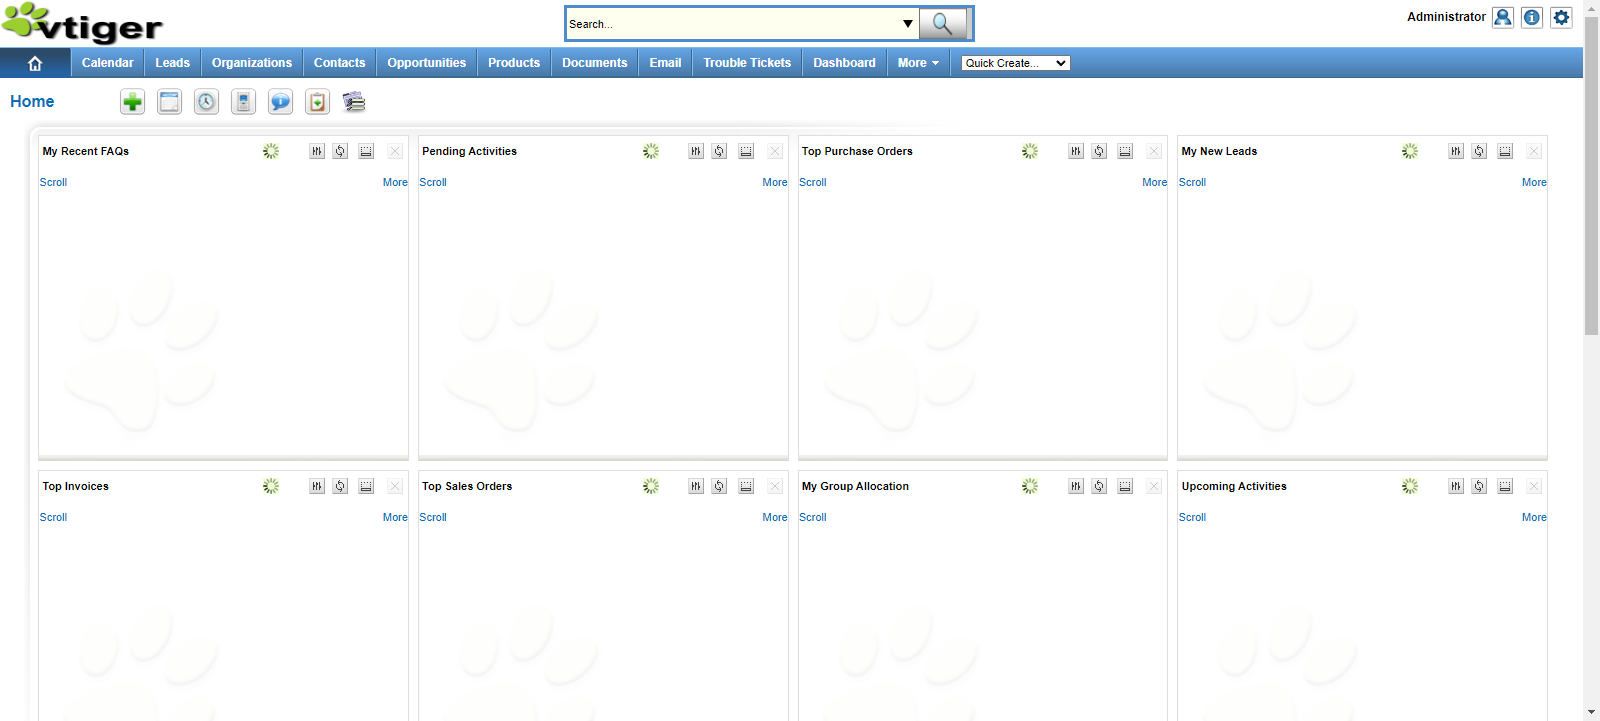 vtiger
Search...
Administrator
Calendar Leads Organizations Contacts Opportunities Products Documents Email Trouble Tickets Dashboard More Quick Create...
Home
My Recent FAQs Pending Activities Top Purchase Orders My New Leads
Scroll More Scroll More Scroll More Scroll More
Top Invoices Top Sales Orders My Group Allocation Upcoming Activities
Scroll More Scroll More Scroll Scroll More